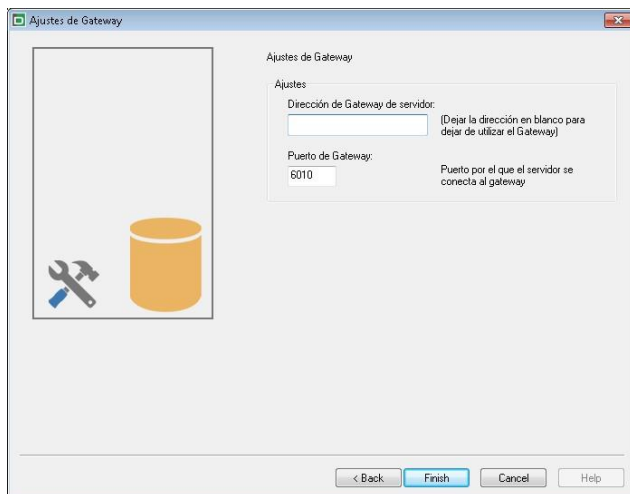 Ajustes de Gateway
Ajustes de Gateway
Ajustes
Dirección de Gateway de servidor:
(Dejar la dirección en blanco para
dejar de utilizar el Gateway)
Puerto de Gateway:
6010
Puerto por el que el servidor se
conecta al gateway
< Back
Finish
Cancel
Help